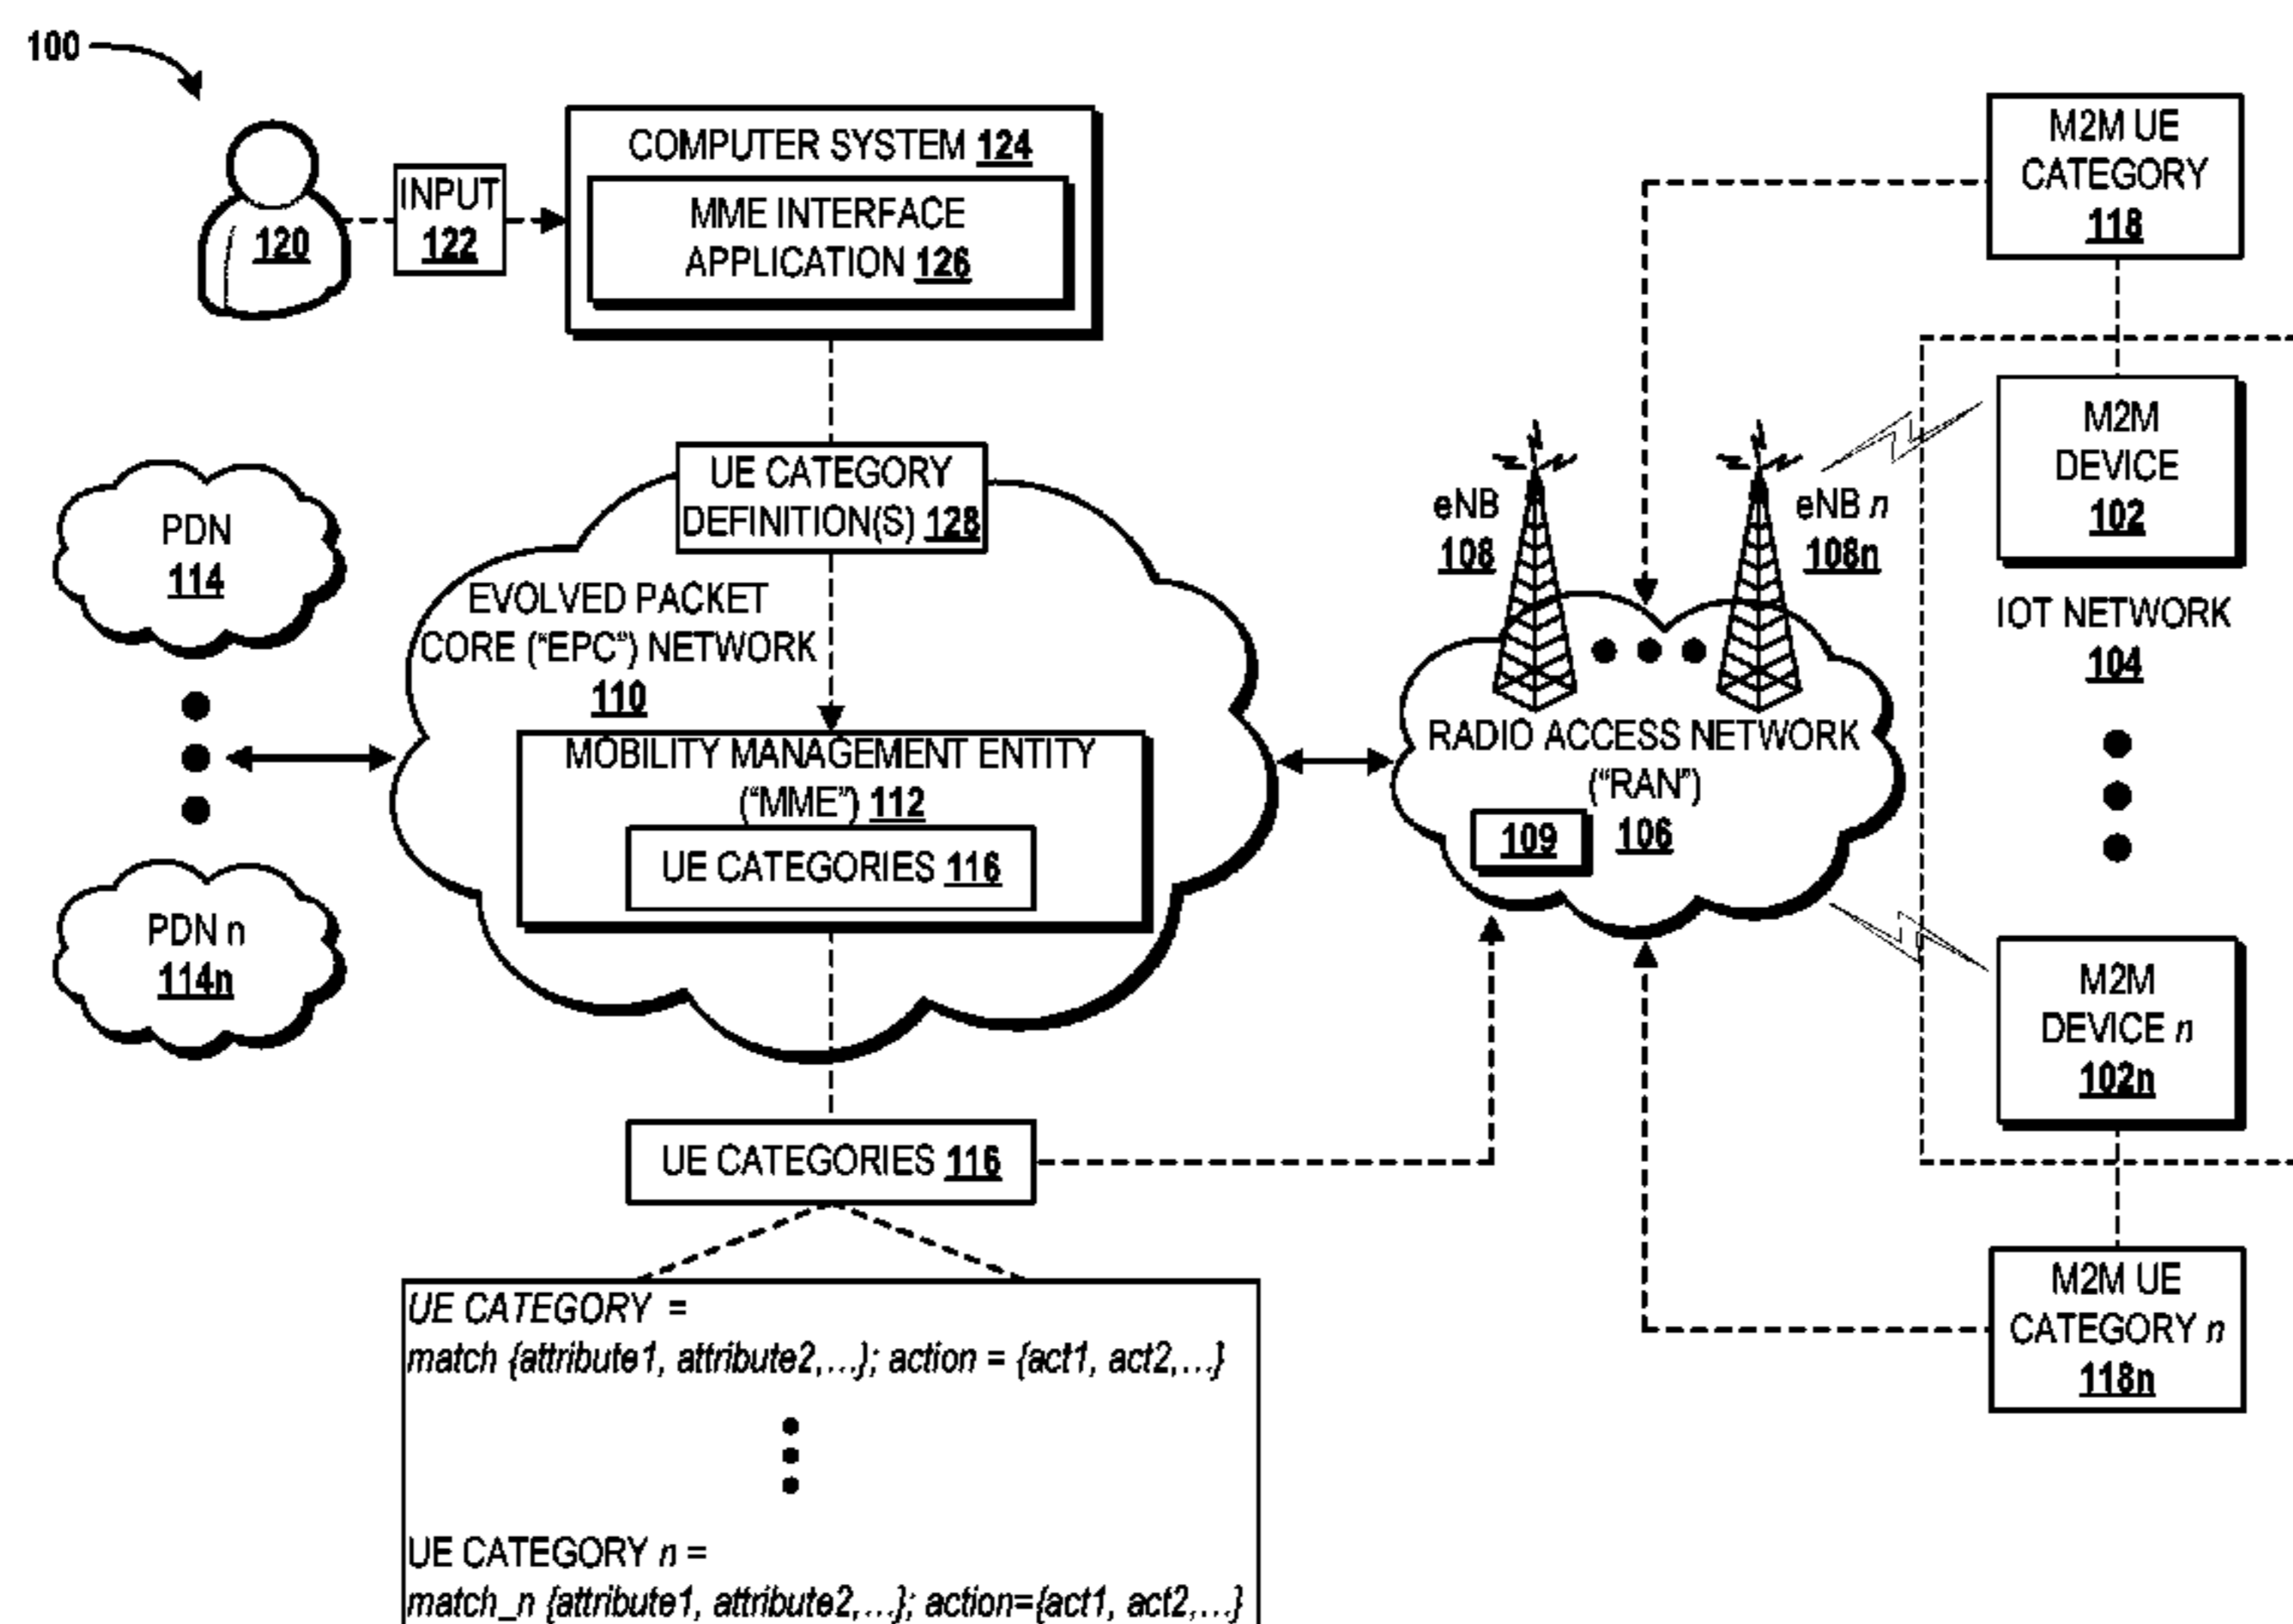 100
120
INPUT
122
COMPUTER SYSTEM 124
MME INTERFACE
APPLICATION 126
M2M UE
CATEGORY
118
UE CATEGORY
DEFINITION(S) 128
PDN
114
EVOLVED PACKET
CORE (“EPC”) NETWORK
110
MOBILITY MANAGEMENT ENTITY
(“MME”) 112
UE CATEGORIES 116
PDN n
114n
eNB
108
eNB n
108n
RADIO ACCESS NETWORK
(“RAN”)
106
109
M2M
DEVICE
102
IOT NETWORK
104
M2M
DEVICE n
102n
UE CATEGORIES 116
M2M UE
CATEGORY n
118n
UE CATEGORY =
match {attribute1, attribute2,...}; action = {act1, act2,...}
UE CATEGORY n =
match_n {attribute1, attribute2,...}; action={act1, act2,...}